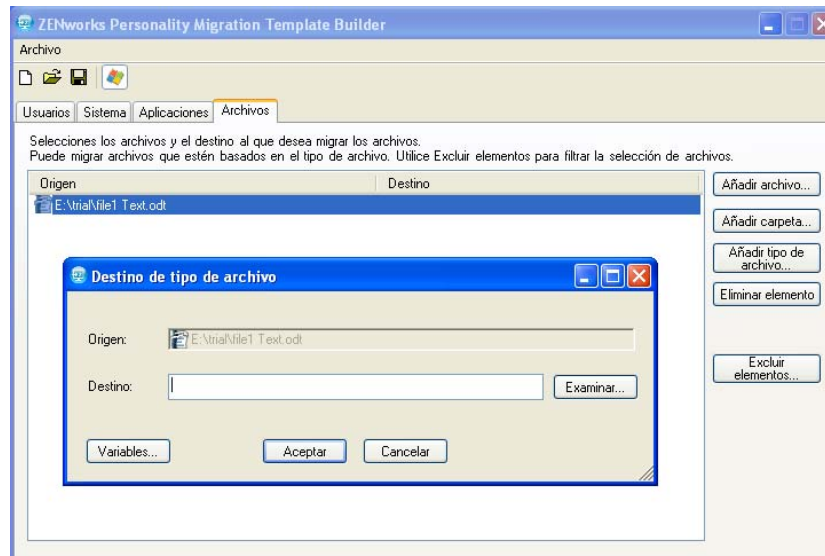 ZENworks Personality Migration Template Builder
Archivo
Usuarios Sistema Aplicaciones Archivos
Selecciones los archivos y el destino al que desea migrar los archivos.
Puede migrar archivos que estén basados en el tipo de archivo. Utilice Excluir elementos para filtrar la selección de archivos.
Origen Destino
E:\trial\file1 Text.odt
Añadir archivo...
Añadir carpeta...
Añadir tipo de
archivo...
Eliminar elemento
Excluir
elementos...
Destino de tipo de archivo
Origen: E:\trial\file1 Text.odt
Destino: Examinar...
Variables... Aceptar Cancelar